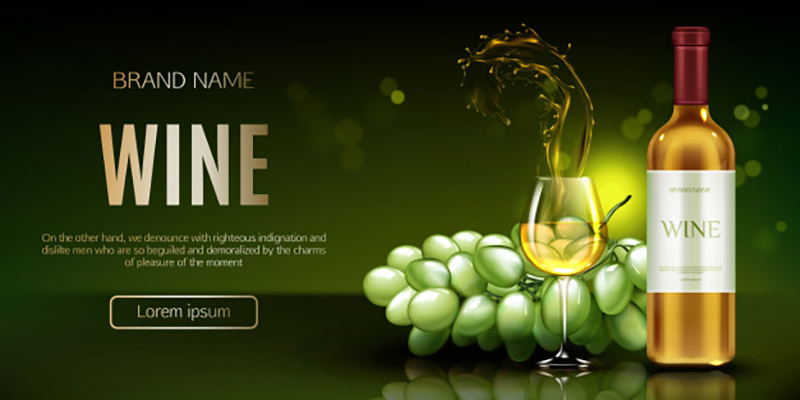 BRAND NAME
WINE
On the other hand, we denounce with righteous indignation and
dislike men who are so beguiled and demoralized by the charms
of pleasure of the moment
Lorem ipsum
BRAND NAME
WINE